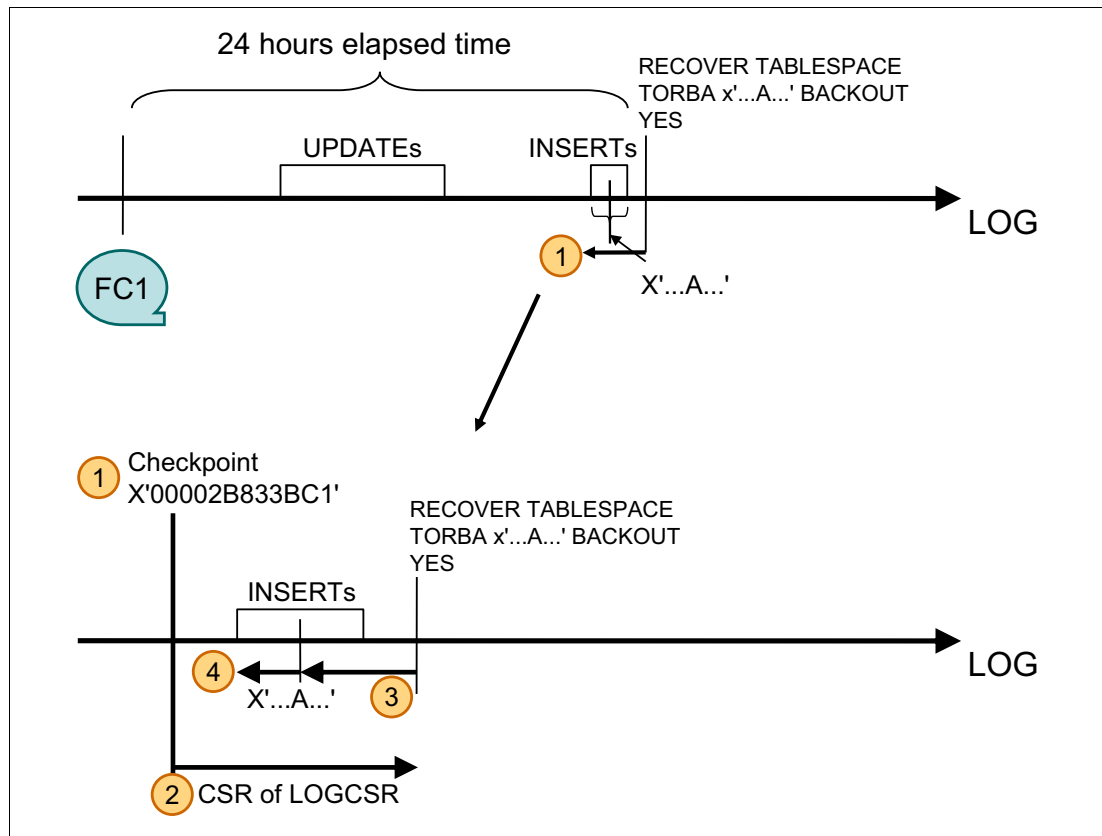 24 hours elapsed time
RECOVER TABLESPACE
TORBA x'...A...' BACKOUT
YES
UPDATEs
INSERTs
LOG
1
X'...A...'
FC1
1
Checkpoint
X'00002B833BC1'
RECOVER TABLESPACE
TORBA x'...A...' BACKOUT
YES
INSERTs
LOG
4
X'...A...'
3
2
CSR of LOGCSR